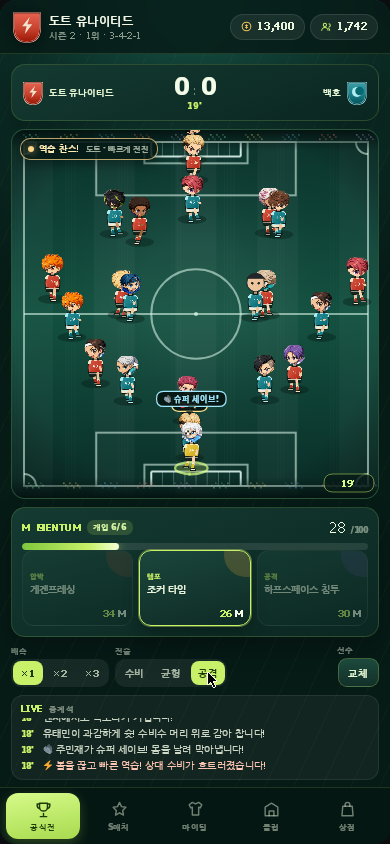 도트 유나이티드
시즌 2 · 1위 · 3-4-2-1
13,400
1,742
도트 유나이티드
0 : 0
19'
백호
역습 찬스! 도트 · 빠르게 전진
슈퍼 세이브!
19'
개입 6/6
28 /100
압박
게겐프레싱
34 M
템포
조커 타임
26 M
공격
하프스페이스 침투
30 M
배속
전술
선수
×1
×2
×3
수비
균형
공격
교체
LIVE 중계석
18'
18' 유태민이 과감하게 슛! 수비수 머리 위로 감아 찹니다!
18' 주민재가 슈퍼 세이브! 몸을 날려 막아냅니다!
18' ⚡ 볼을 끊고 빠른 역습! 상대 수비가 흐트러졌습니다!
공식전
5매치
마이팀
클럽
상점